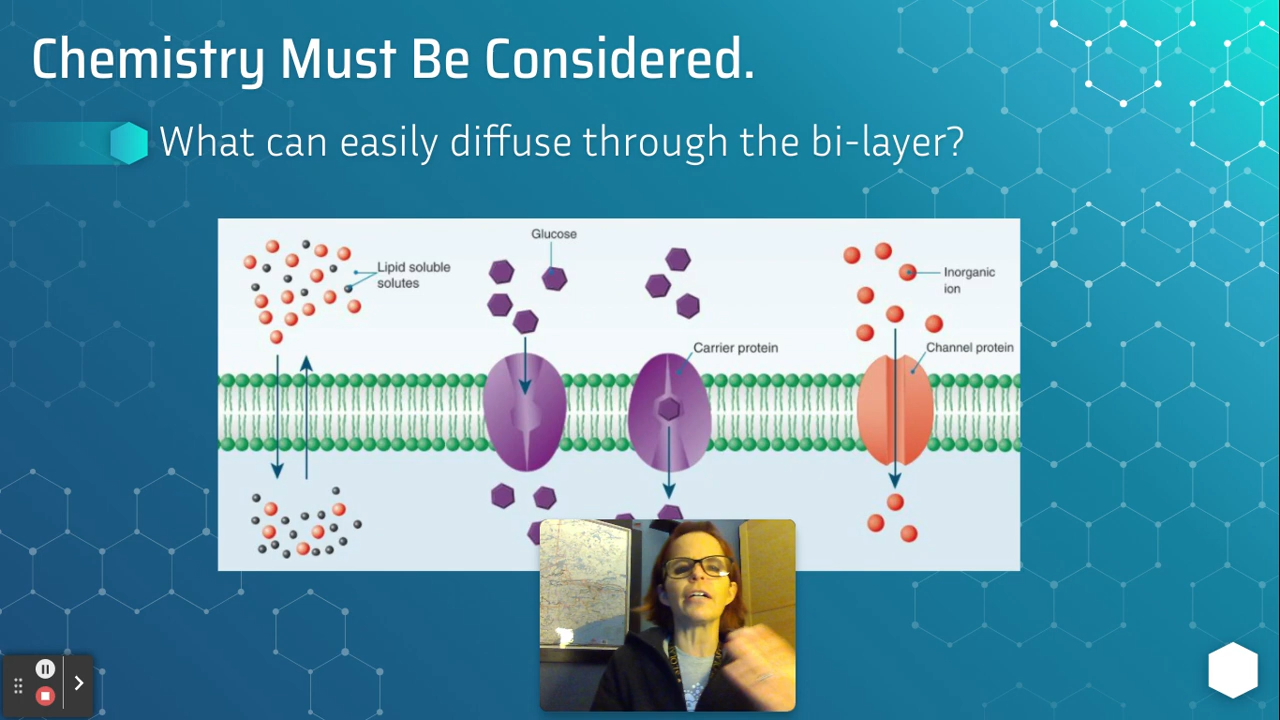 Chemistry Must Be Considered.
What can easily diffuse through the bi-layer?
Glucose
Lipid soluble
solutes
Inorganic
ion
Carrier protein
Channel protein